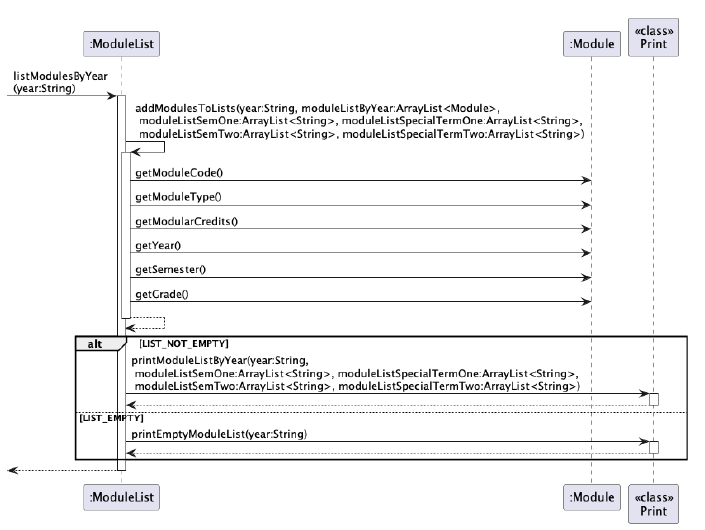 :ModuleList
:Module
«class»
Print
listModulesByYear
(year:String)
addModulesToLists(year:String, moduleListByYear:ArrayList<Module>,
moduleListSemOne:ArrayList<String>, moduleListSpecialTermOne:ArrayList<String>,
moduleListSemTwo:ArrayList<String>, moduleListSpecialTermTwo:ArrayList<String>)
getModuleCode()
getModuleType()
getModularCredits()
getYear()
getSemester()
getGrade()
alt
[LIST_NOT_EMPTY]
printModuleListByYear(year:String,
moduleListSemOne:ArrayList<String>, moduleListSpecialTermOne:ArrayList<String>,
moduleListSemTwo:ArrayList<String>, moduleListSpecialTermTwo:ArrayList<String>)
[LIST_EMPTY]
printEmptyModuleList(year:String)
:ModuleList
:Module
«class»
Print